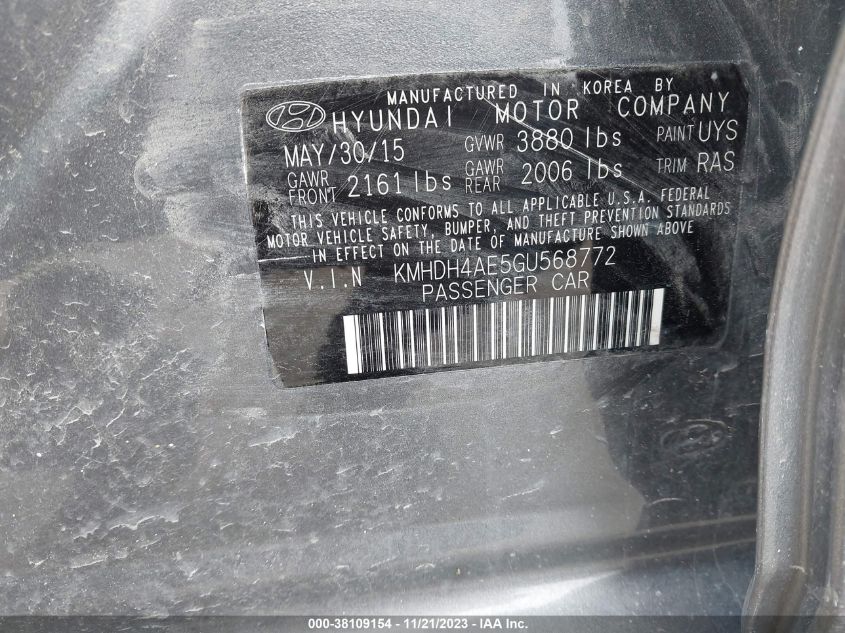 MANUFACTURED IN KOREA BY
HYUNDAI MOTOR COMPANY
MAY/30/15 GVWR 3880 lbs PAINT UYS
GAWR FRONT 2161 lbs GAWR REAR 2006 lbs TRIM RAS
THIS VEHICLE CONFORMS TO ALL APPLICABLE U.S.A. FEDERAL
MOTOR VEHICLE SAFETY, BUMPER, AND THEFT PREVENTION STANDARDS
IN EFFECT ON THE DATE OF MANUFACTURE SHOWN ABOVE
V.I.N KMHDH4AE5GU568772
PASSENGER CAR
000-38109154 - 11/21/2023 - IAA Inc.